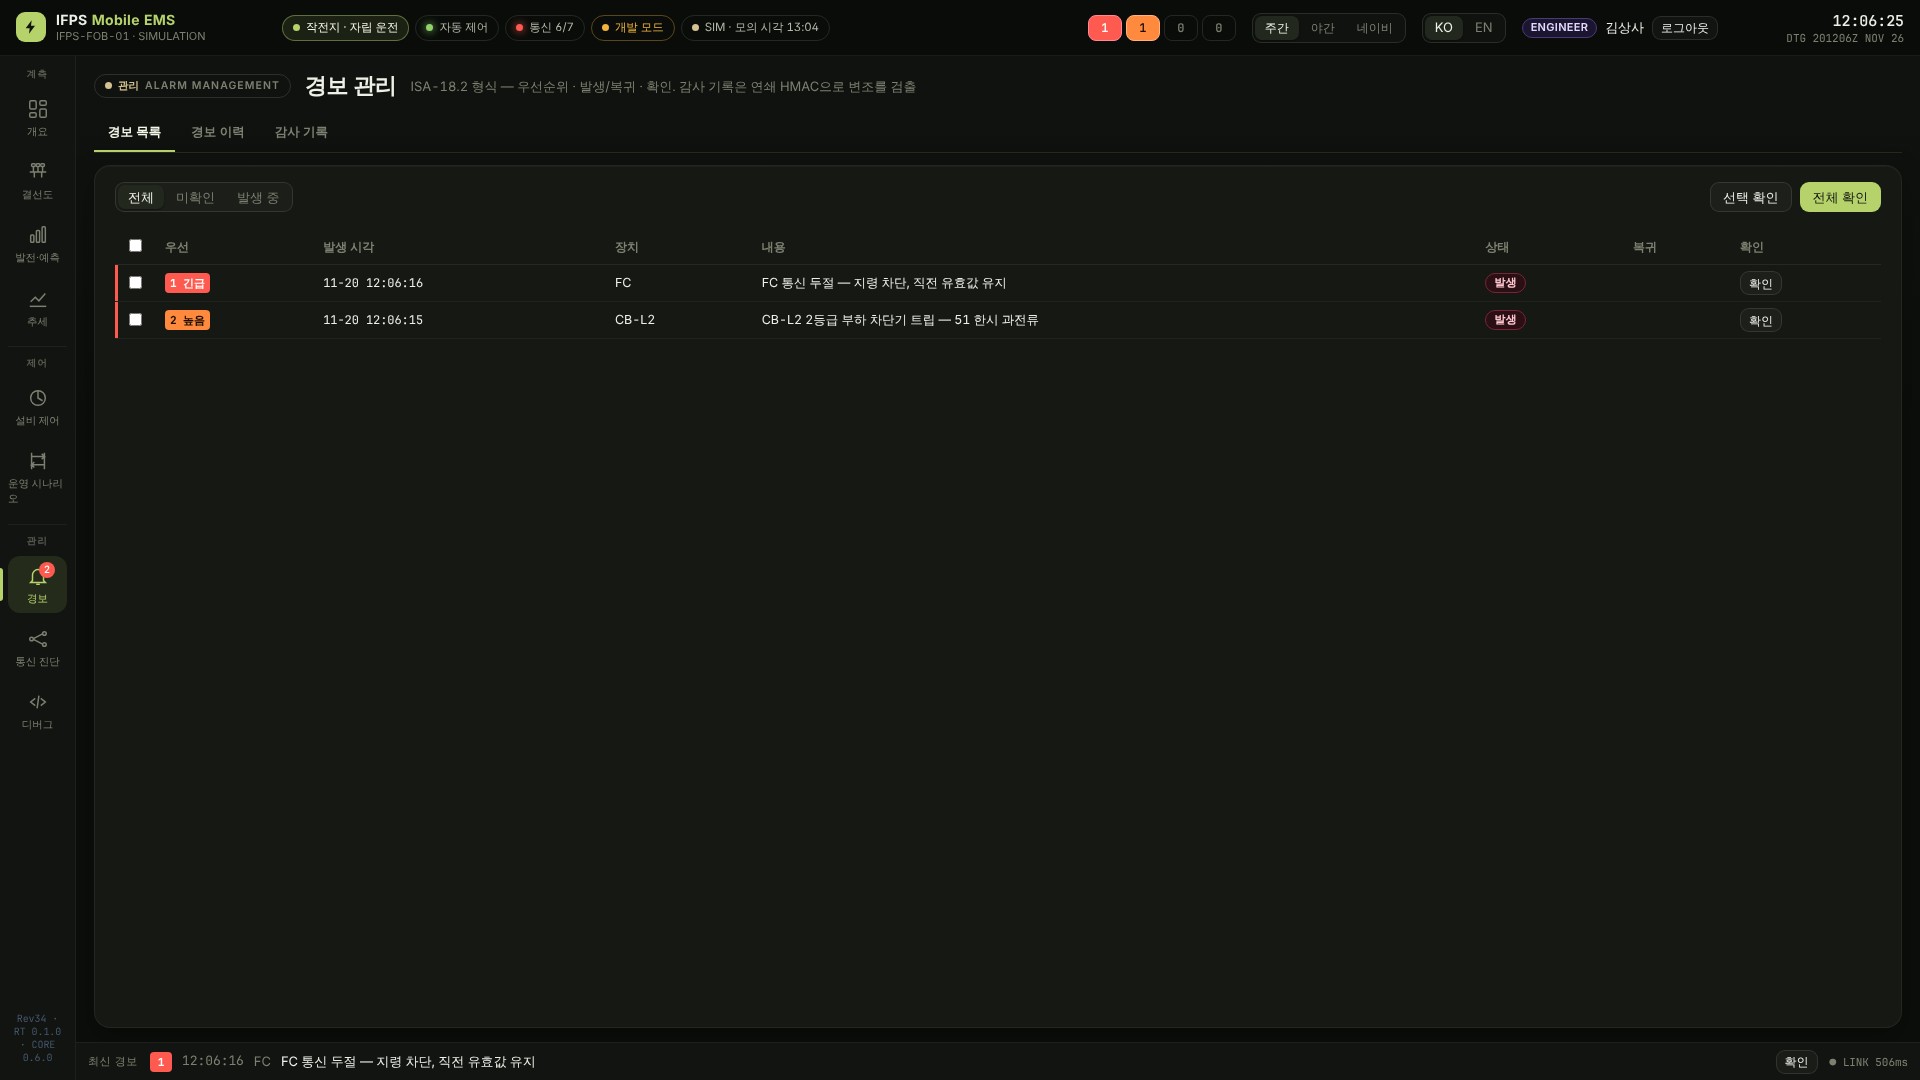 IFPS Mobile EMS
IFPS-FOB-01 · SIMULATION
작전지 · 자립 운전
자동 제어
통신 6/7
개발 모드
SIM · 모의 시각 13:04
1 1 0 0
주간 야간 네이비
KO EN
ENGINEER 김상사 로그아웃
12:06:25
DTG 201206Z NOV 26
계측
개요
결선도
발전·예측
추세
제어
설비 제어
운영 시나리
오
관리
2
경보
통신 진단
디버그
Rev34 ·
RT 0.1.0
· CORE
0.6.0
관리 ALARM MANAGEMENT
경보 관리
ISA-18.2 형식 — 우선순위 · 발생/복귀 · 확인. 감사 기록은 연쇄 HMAC으로 변조를 검출
경보 목록 경보 이력 감사 기록
전체 미확인 발생 중
선택 확인 전체 확인
우선 발생 시각 장치 내용 상태 복귀 확인
1 긴급 11-20 12:06:16 FC FC 통신 두절 — 지령 차단, 직전 유효값 유지 발생 확인
2 높음 11-20 12:06:15 CB-L2 CB-L2 2등급 부하 차단기 트립 — 51 한시 과전류 발생 확인
최신 경보 1 12:06:16 FC FC 통신 두절 — 지령 차단, 직전 유효값 유지 확인 LINK 506ms